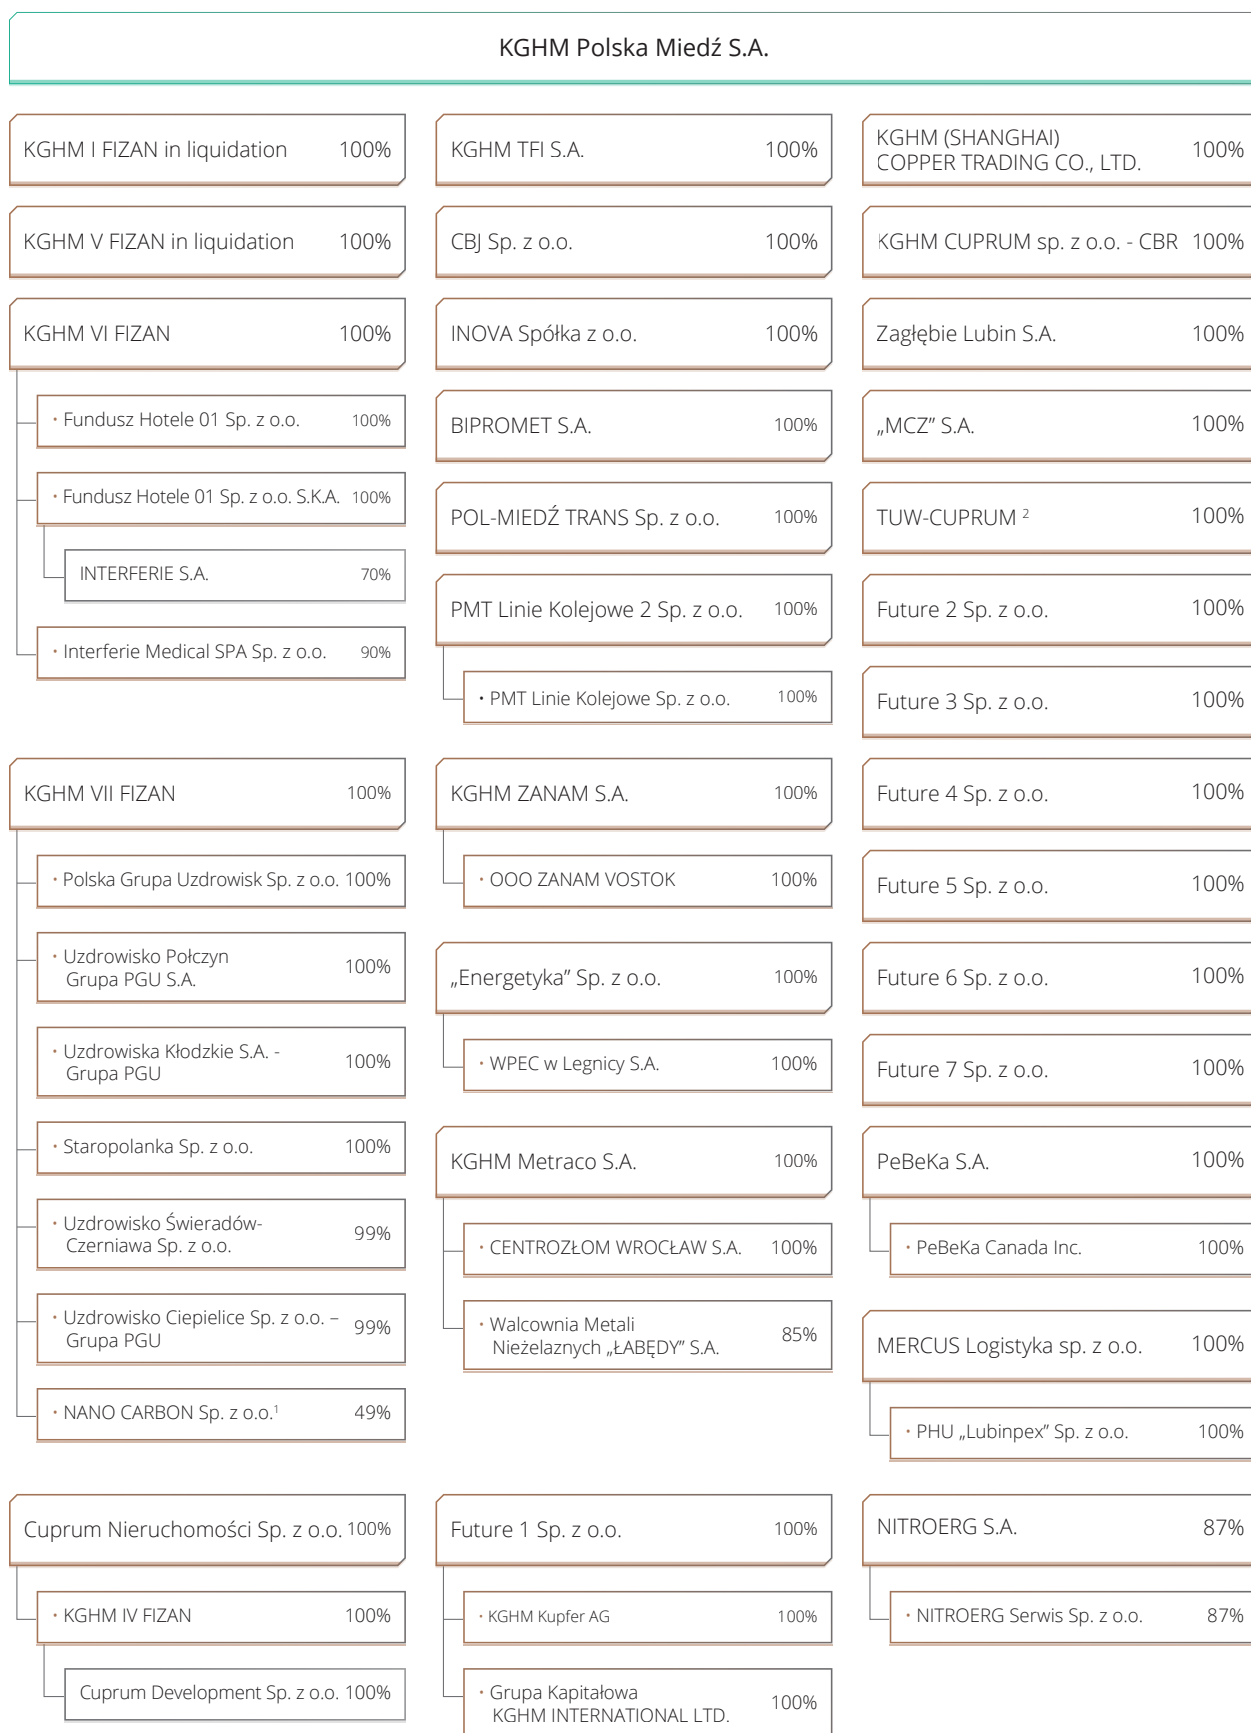 KGHM Polska Miedź S.A.
KGHM I FIZAN in liquidation 100%
KGHM V FIZAN in liquidation 100%
KGHM VI FIZAN 100%
• Fundusz Hotele 01 Sp. z o.o. 100%
• Fundusz Hotele 01 Sp. z o.o. S.K.A. 100%
INTERFERIE S.A. 70%
• Interferie Medical SPA Sp. z o.o. 90%
KGHM VII FIZAN 100%
• Polska Grupa Uzdrowisk Sp. z o.o. 100%
• Uzdrowisko Połczyn
Grupa PGU S.A. 100%
• Uzdrowiska Kłodzkie S.A. -
Grupa PGU 100%
• Staropolanka Sp. z o.o. 100%
• Uzdrowisko Świeradów-
Czerniawa Sp. z o.o. 99%
• Uzdrowisko Ciepielice Sp. z o.o. –
Grupa PGU 99%
• NANO CARBON Sp. z o.o.¹ 49%
Cuprum Nieruchomości Sp. z o.o. 100%
• KGHM IV FIZAN 100%
Cuprum Development Sp. z o.o. 100%
KGHM TFI S.A. 100%
CBJ Sp. z o.o. 100%
INOVA Spółka z o.o. 100%
BIPROMET S.A. 100%
POL-MIEDŹ TRANS Sp. z o.o. 100%
PMT Linie Kolejowe 2 Sp. z o.o. 100%
• PMT Linie Kolejowe Sp. z o.o. 100%
KGHM ZANAM S.A. 100%
• OOO ZANAM VOSTOK 100%
„Energetyka” Sp. z o.o. 100%
• WPEC w Legnicy S.A. 100%
KGHM Metraco S.A. 100%
• CENTROZŁOM WROCŁAW S.A. 100%
• Walcownia Metali
Nieżelaznych „ŁABĘDY” S.A. 85%
Future 1 Sp. z o.o. 100%
• KGHM Kupfer AG 100%
• Grupa Kapitałowa
KGHM INTERNATIONAL LTD. 100%
KGHM (SHANGHAI)
COPPER TRADING CO., LTD. 100%
KGHM CUPRUM sp. z o.o. - CBR 100%
Zagłębie Lubin S.A. 100%
„MCZ” S.A. 100%
TUW-CUPRUM ² 100%
Future 2 Sp. z o.o. 100%
Future 3 Sp. z o.o. 100%
Future 4 Sp. z o.o. 100%
Future 5 Sp. z o.o. 100%
Future 6 Sp. z o.o. 100%
Future 7 Sp. z o.o. 100%
PeBeKa S.A. 100%
• PeBeKa Canada Inc. 100%
MERCUS Logistyka sp. z o.o. 100%
• PHU „Lubinpex” Sp. z o.o. 100%
NITROERG S.A. 87%
• NITROERG Serwis Sp. z o.o. 87%